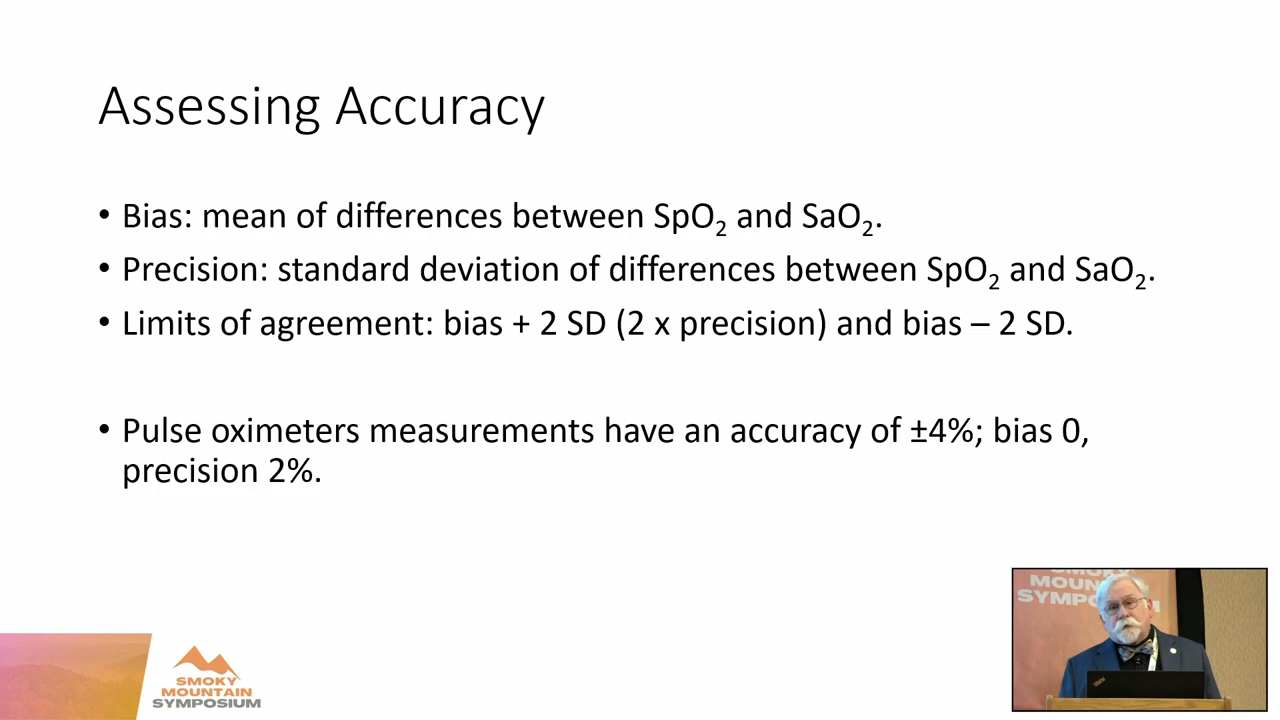 Assessing Accuracy
• Bias: mean of differences between SpO₂ and SaO₂.
• Precision: standard deviation of differences between SpO₂ and SaO₂.
• Limits of agreement: bias + 2 SD (2 x precision) and bias – 2 SD.
• Pulse oximeters measurements have an accuracy of ±4%; bias 0,
precision 2%.
SMOKY
MOUNTAIN
SYMPOSIUM